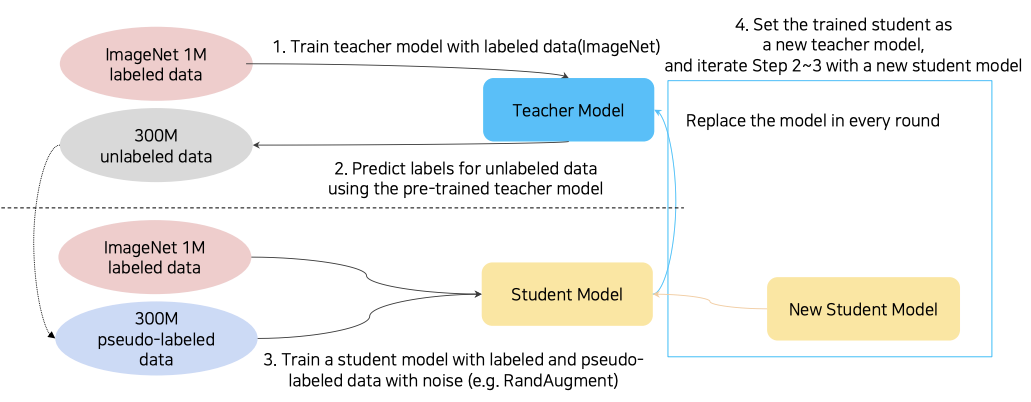 ImageNet 1M
labeled data
1. Train teacher model with labeled data(ImageNet)
4. Set the trained student as
a new teacher model,
and iterate Step 2~3 with a new student model
Teacher Model
Replace the model in every round
300M
unlabeled data
2. Predict labels for unlabeled data
using the pre-trained teacher model
ImageNet 1M
labeled data
Student Model
New Student Model
300M
pseudo-labeled
data
3. Train a student model with labeled and pseudo-
labeled data with noise (e.g. RandAugment)